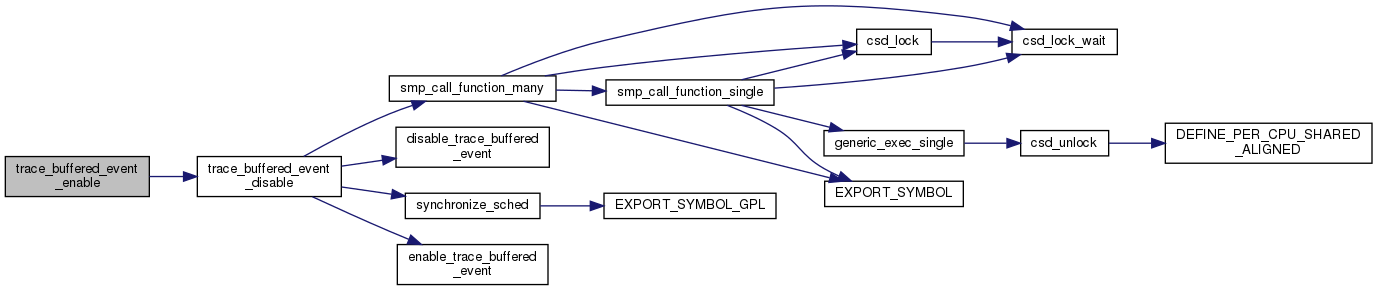 trace_buffered_event
_enable
trace_buffered_event
_disable
smp_call_function_many
disable_trace_buffered
_event
synchronize_sched
enable_trace_buffered
_event
smp_call_function_single
EXPORT_SYMBOL_GPL
csd_lock
generic_exec_single
EXPORT_SYMBOL
csd_lock_wait
csd_unlock
DEFINE_PER_CPU_SHARED
_ALIGNED